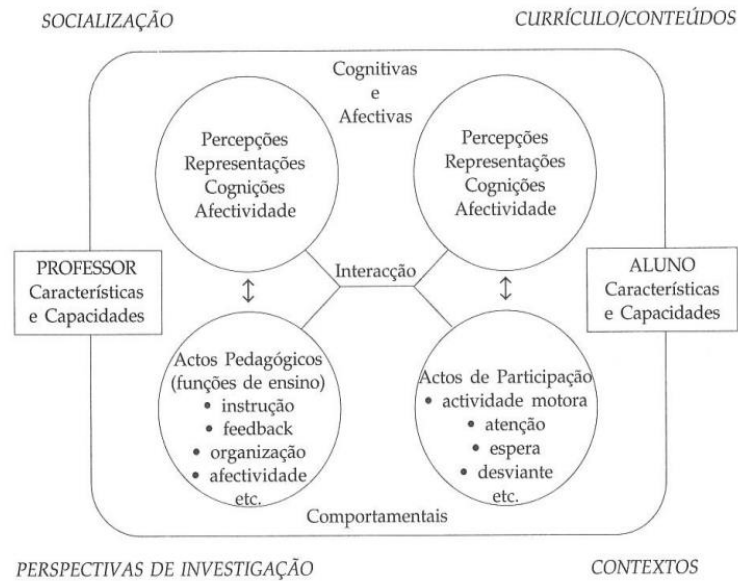 SOCIALIZAÇÃO
CURRÍCULO/CONTEÚDOS
Cognitivas
e
Afectivas
Percepções
Representações
Cognições
Afectividade
Percepções
Representações
Cognições
Afectividade
PROFESSOR
Características
e Capacidades
Interacção
ALUNO
Características
e Capacidades
Actos Pedagógicos
(funções de ensino)
• instrução
• feedback
• organização
• afectividade
etc.
Actos de Participação
• actividade motora
• atenção
• espera
• desviante
etc.
Comportamentais
PERSPECTIVAS DE INVESTIGAÇÃO
CONTEXTOS